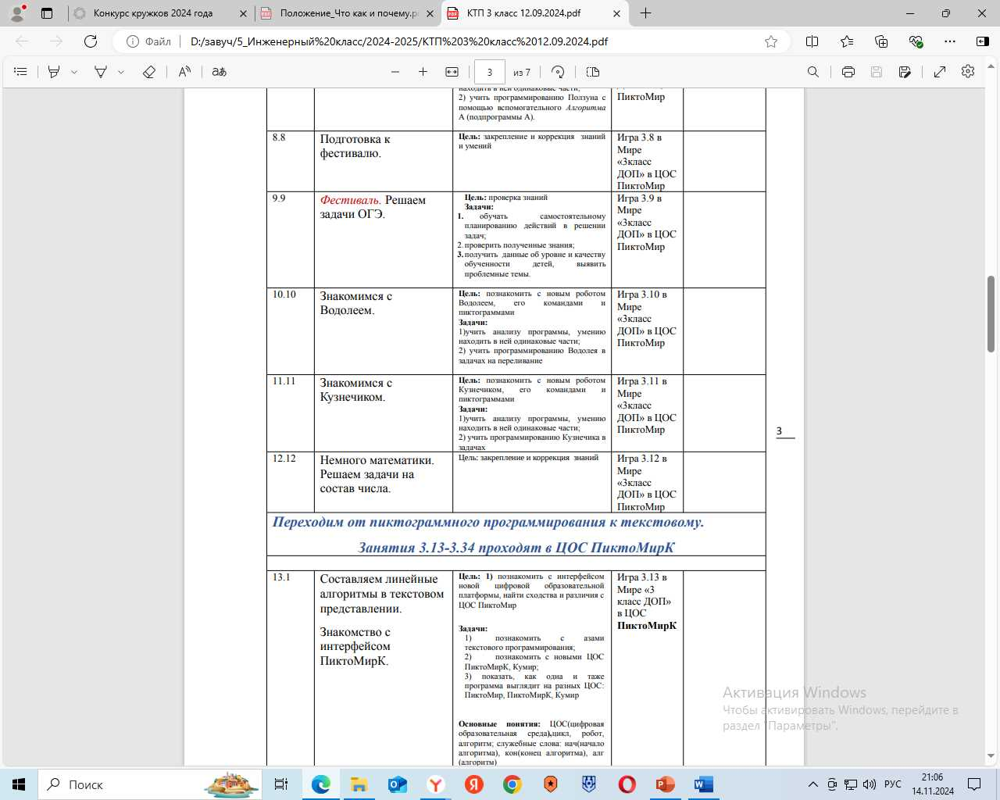 Конкурс кружков 2024 года
Положение_Что как и почему.p
КТП 3 класс 12.09.2024.pdf
Файл
D:/завуч/5_Инженерный%20класс/2024-2025/КТП%203%20класс%2012.09.2024.pdf
3
из 7
находить в ней одинаковые части;
2) учить программированию Ползуна с
помощью вспомогательного Алгоритма
А (подпрограммы А).
ПиктоМир
8.8
Подготовка к
фестивалю.
Цель: закрепление и коррекция знаний
и умений
Игра 3.8 в
Мире
«3класс
ДОП» в ЦОС
ПиктоМир
9.9
Фестиваль. Решаем
задачи ОГЭ.
Цель: проверка знаний
Задачи:
1. обучать самостоятельному
планированию действий в решении
задач;
2. проверить полученные знания;
3. получить данные об уровне и качеству
обученности детей, выявить
проблемные темы.
Игра 3.9 в
Мире
«3класс
ДОП» в ЦОС
ПиктоМир
10.10
Знакомимся с
Водолеем.
Цель: познакомить с новым роботом
Водолеем, его командами и
пиктограммами
Задачи:
1)учить анализу программы, умению
находить в ней одинаковые части;
2) учить программированию Водолея в
задачах на переливание
Игра 3.10 в
Мире
«3класс
ДОП» в ЦОС
ПиктоМир
11.11
Знакомимся с
Кузнечиком.
Цель: познакомить с новым роботом
Кузнечиком, его командами и
пиктограммами
Задачи:
1)учить анализу программы, умению
находить в ней одинаковые части;
2) учить программированию Кузнечика в
задачах
Игра 3.11 в
Мире
«3класс
ДОП» в ЦОС
ПиктоМир
3
12.12
Немного математики.
Решаем задачи на
состав числа.
Цель: закрепление и коррекция знаний
Игра 3.12 в
Мире
«3класс
ДОП» в ЦОС
ПиктоМир
Переходим от пиктограммного программирования к текстовому.
Занятия 3.13-3.34 проходят в ЦОС ПиктоМирК
13.1
Составляем линейные
алгоритмы в текстовом
представлении.
Знакомство с
интерфейсом
ПиктоМирК.
Цель: 1) познакомить с интерфейсом
новой цифровой образовательной
платформы, найти сходства и различия с
ЦОС ПиктоМир
Задачи:
1) познакомить с азами
текстового программирования;
2) познакомить с новыми ЦОС
ПиктоМирК, Кумир;
3) показать, как одна и таже
программа выглядит на разных ЦОС:
ПиктоМир, ПиктоМирК, Кумир
Основные понятия: ЦОС(цифровая
образовательная среда),цикл, робот,
алгоритм; служебные слова: нач(начало
алгоритма), кон(конец алгоритма), алг
(алгоритм)
Игра 3.13 в
Мире «3
класс ДОП»
в ЦОС
ПиктоМирК
Активация Windows
Чтобы активировать Windows, перейдите в
раздел "Параметры".
Поиск
РУС
21:06
14.11.2024